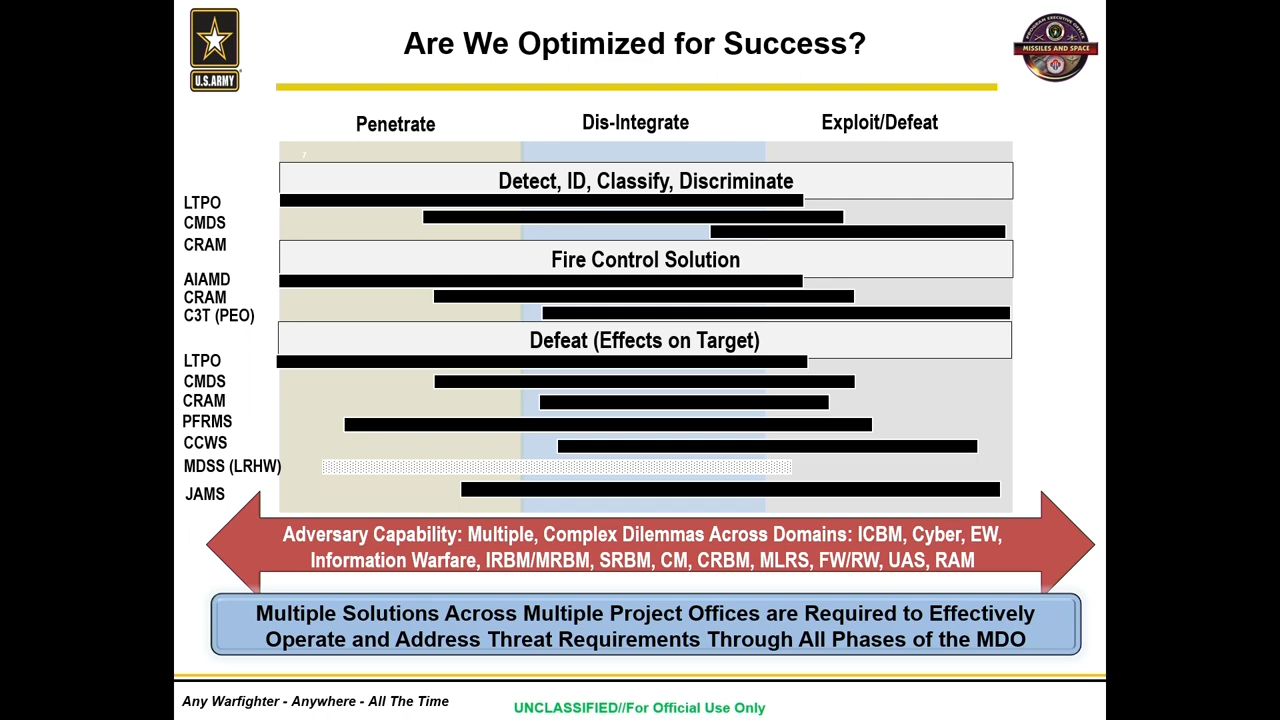 Are We Optimized for Success?
U.S.ARMY
MISSILES AND SPACE
Penetrate
Dis-Integrate
Exploit/Defeat
7
Detect, ID, Classify, Discriminate
LTPO
CMDS
CRAM
Fire Control Solution
AIAMD
CRAM
C3T (PEO)
Defeat (Effects on Target)
LTPO
CMDS
CRAM
PFRMS
CCWS
MDSS (LRHW)
JAMS
Adversary Capability: Multiple, Complex Dilemmas Across Domains: ICBM, Cyber, EW,
Information Warfare, IRBM/MRBM, SRBM, CM, CRBM, MLRS, FW/RW, UAS, RAM
Multiple Solutions Across Multiple Project Offices are Required to Effectively
Operate and Address Threat Requirements Through All Phases of the MDO
Any Warfighter - Anywhere - All The Time
UNCLASSIFIED//For Official Use Only